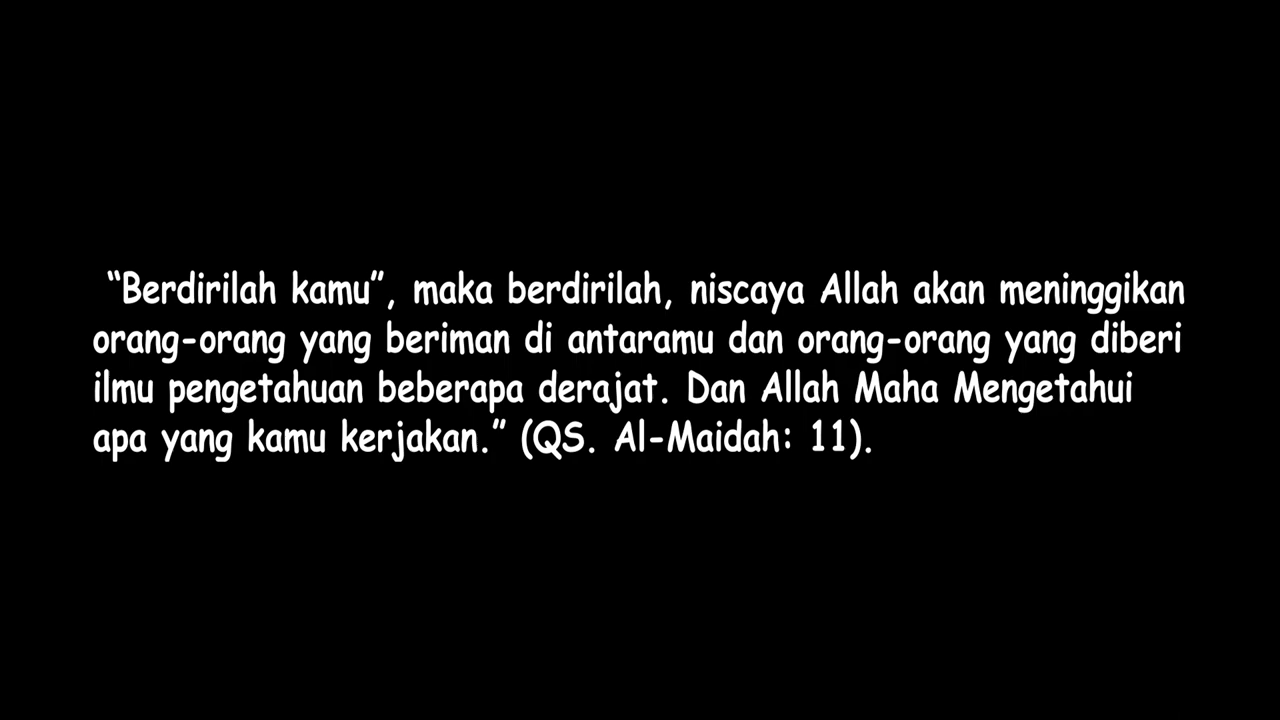 “Berdirilah kamu”, maka berdirilah, niscaya Allah akan meninggikan
orang-orang yang beriman di antaramu dan orang-orang yang diberi
ilmu pengetahuan beberapa derajat. Dan Allah Maha Mengetahui
apa yang kamu kerjakan.” (QS. Al-Maidah: 11).